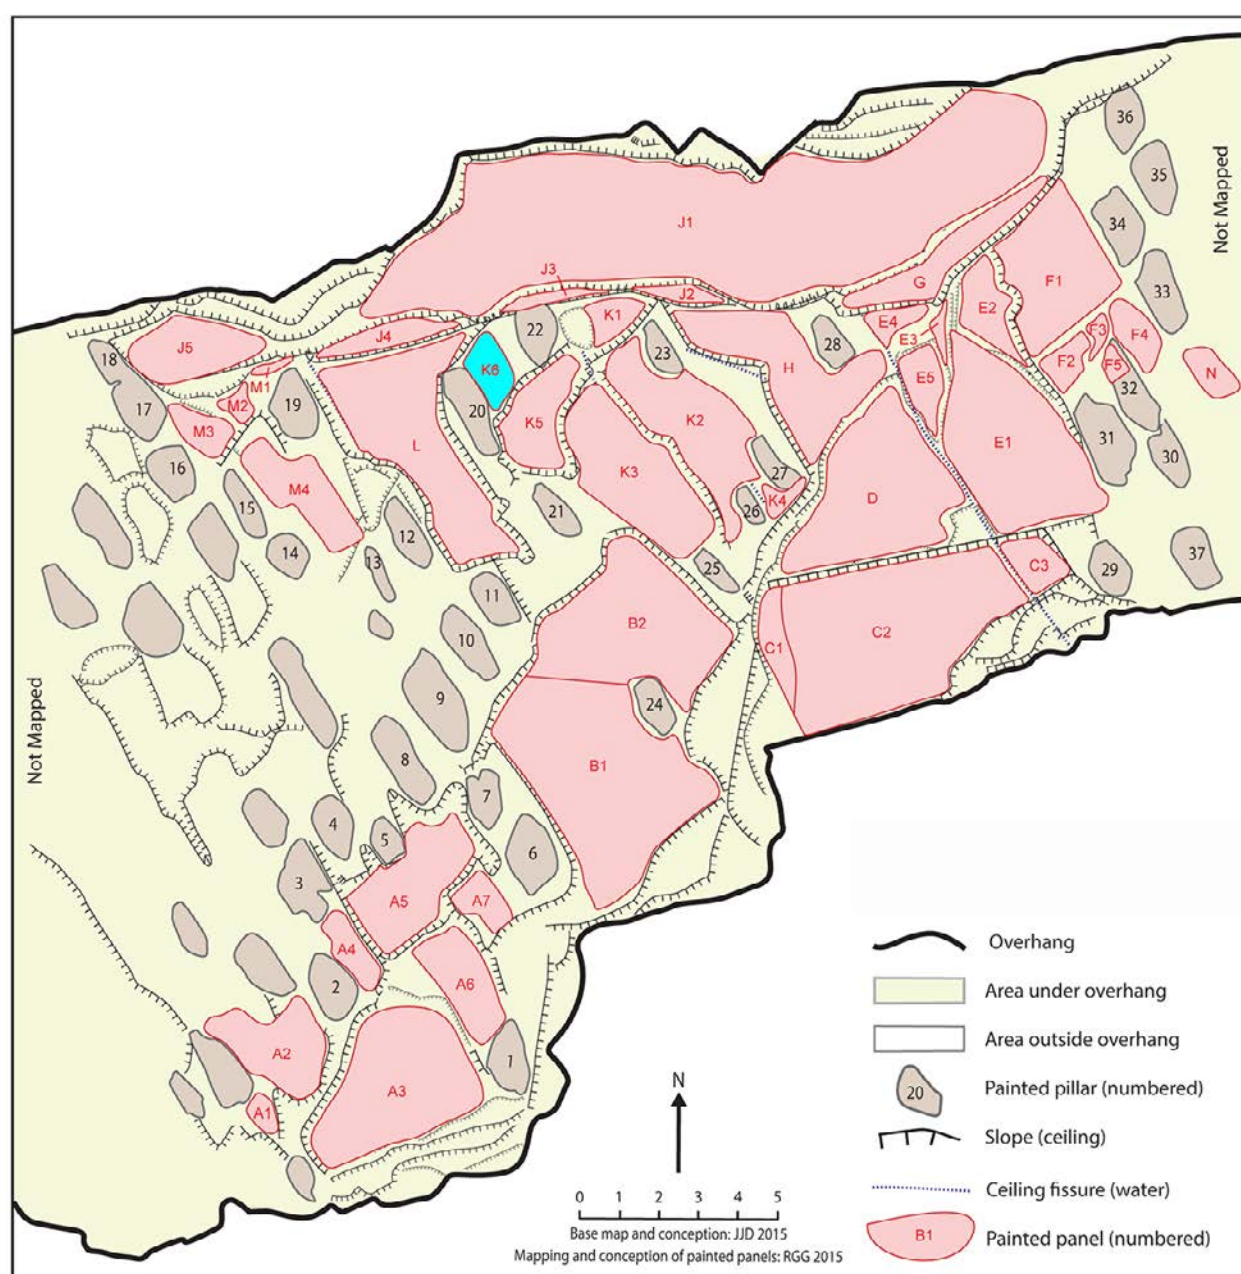 36
35
Not Mapped
34
J1
33
J3
J2
G
F1
E2
22
K1
E4
F3
F4
18
J5
J4
23
28
E3
F2
F5
N
M1
K6
H
E5
32
17
M2
19
20
M3
K5
K2
L
E1
31
30
16
K3
27
M4
D
K4
15
26
21
12
14
13
25
C3
29
37
11
B2
C2
10
C1
9
24
Not Mapped
8
B1
7
4
5
6
3
A5
A7
A4
2
A6
A2
1
A3
A1
Overhang
Area under overhang
Area outside overhang
20
Painted pillar (numbered)
Slope (ceiling)
Ceiling fissure (water)
B1
Painted panel (numbered)
N
0 1 2 3 4 5
Base map and conception: JJD 2015
Mapping and conception of painted panels: RGG 2015